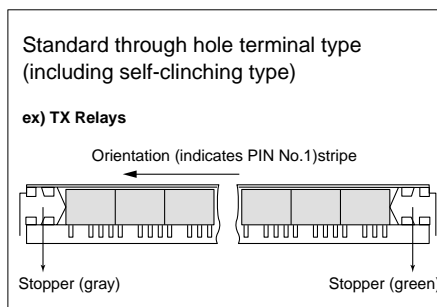 Standard through hole terminal type
(including self-clinching type)
ex) TX Relays
Orientation (indicates PIN No.1)stripe
Stopper (gray)
Stopper (green)